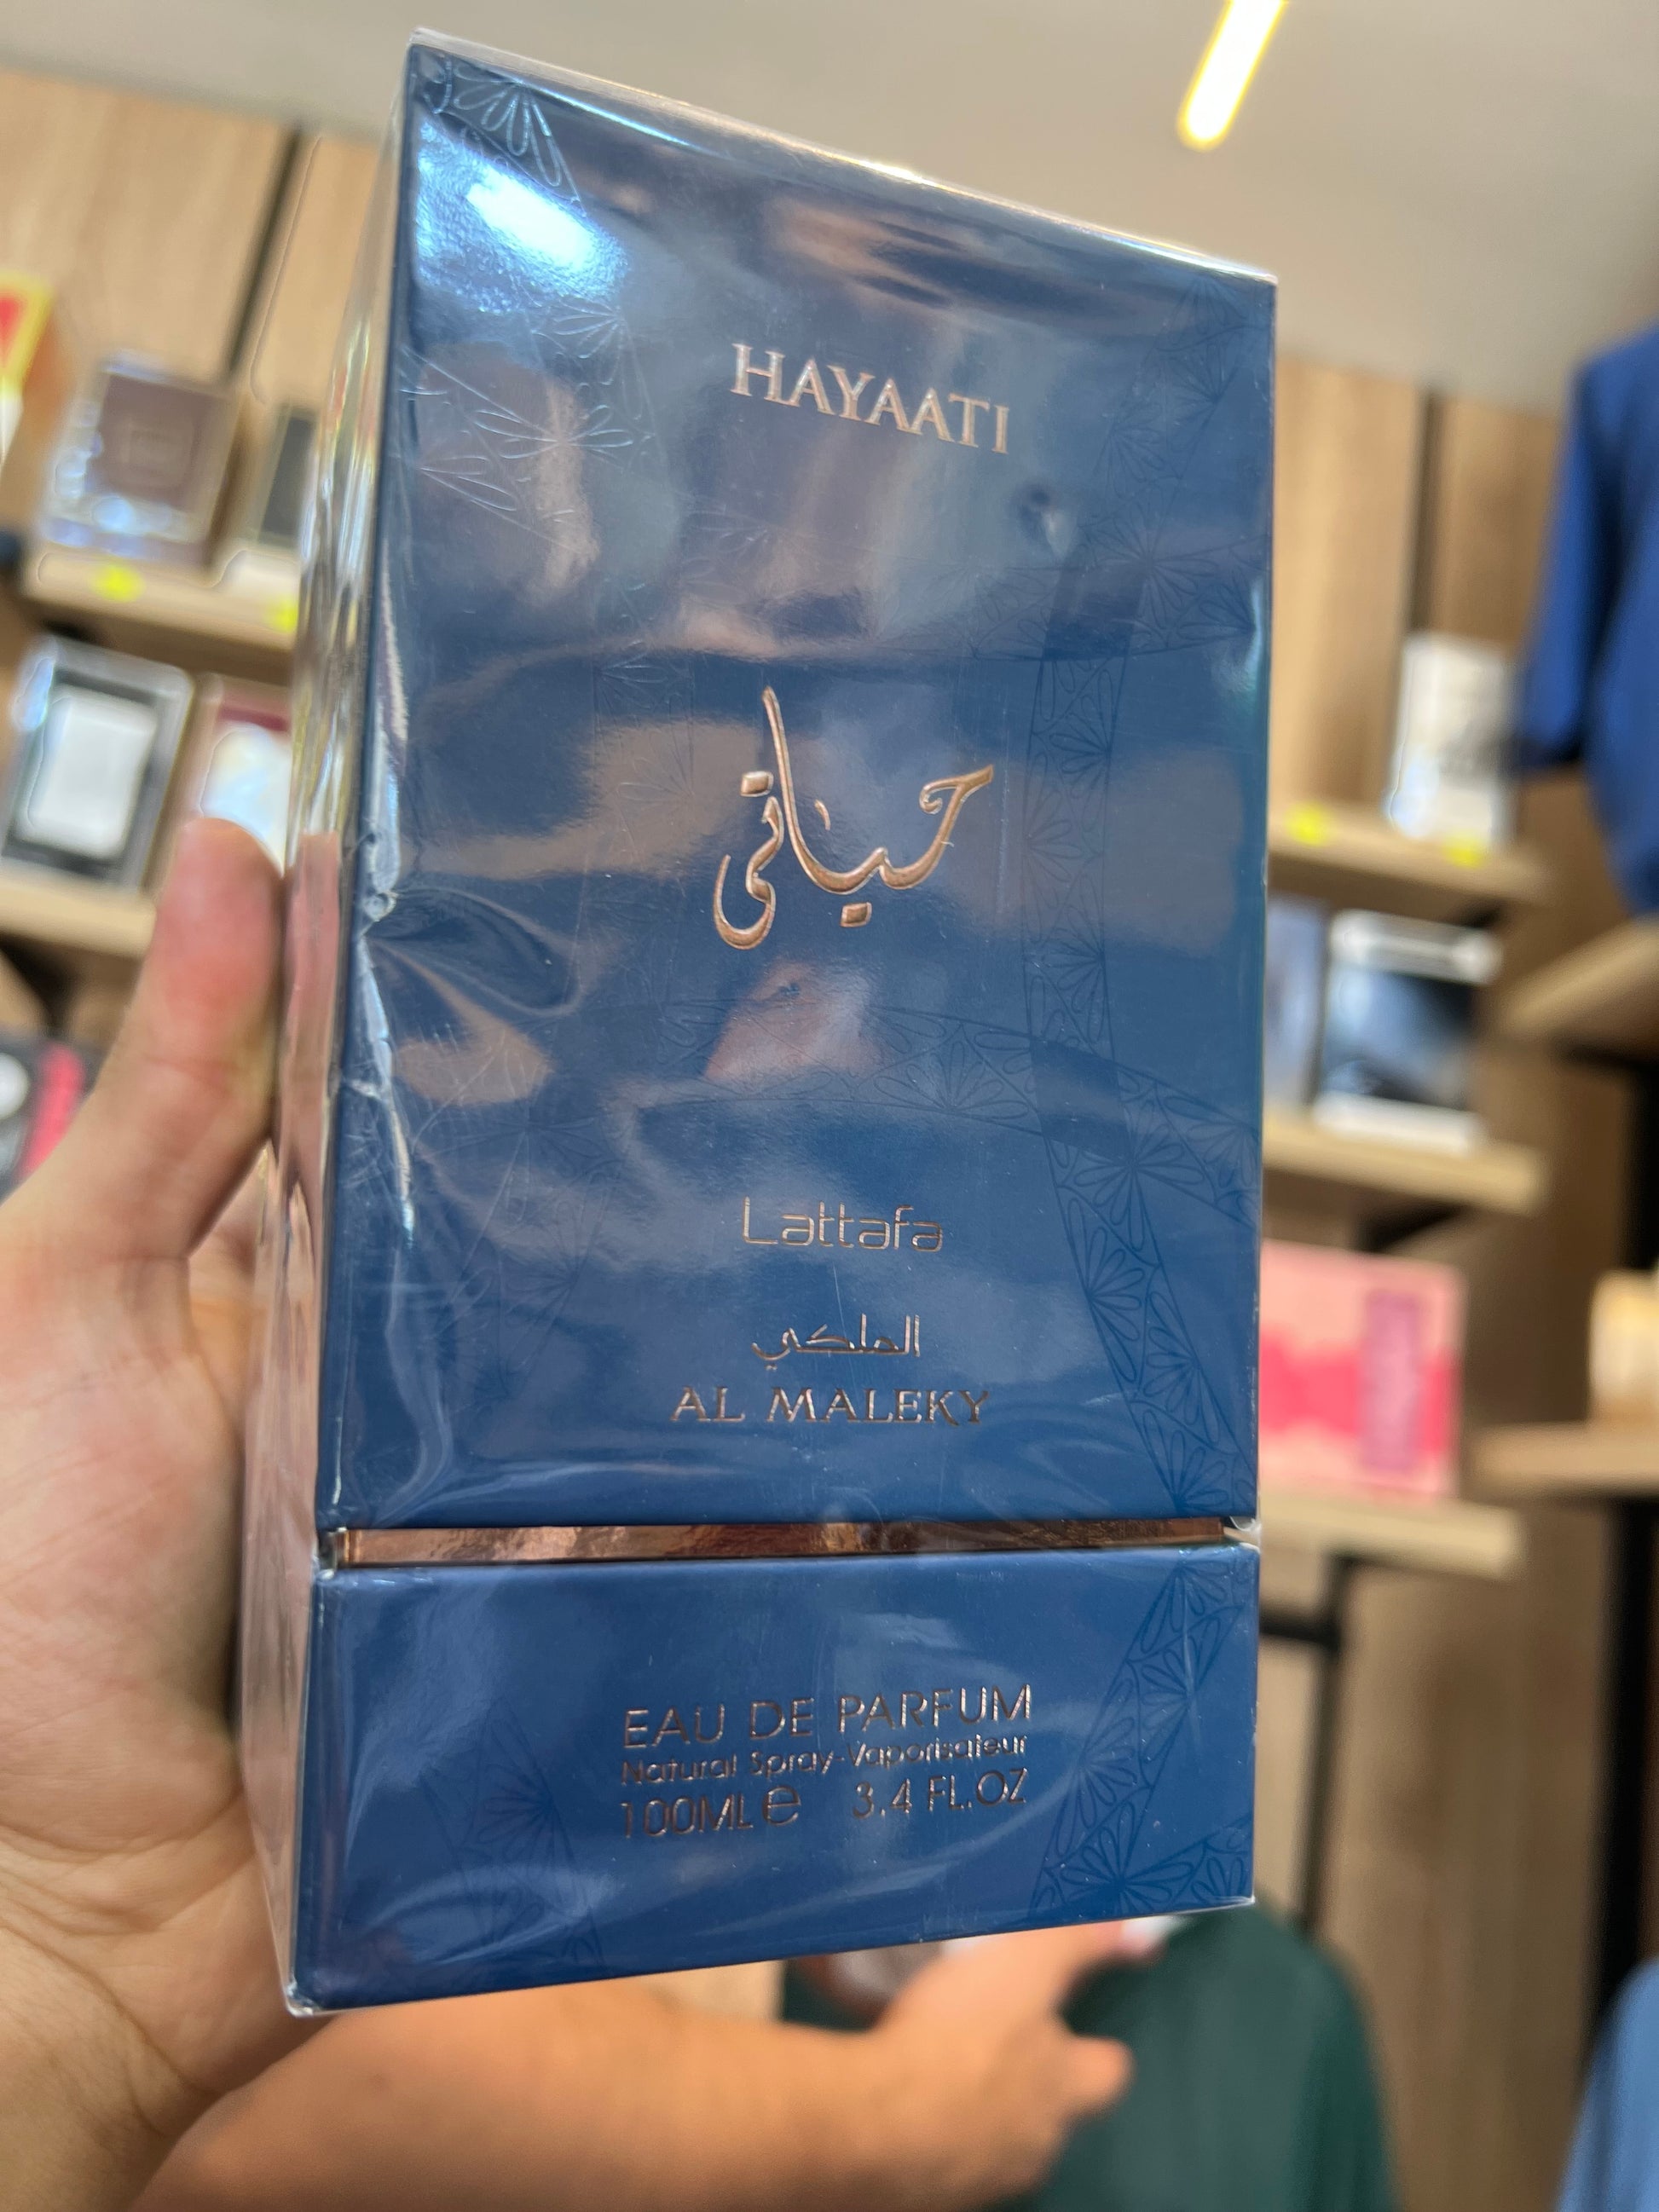 HAYAATI
حياتي
Lattafa
الملكي
AL MALEKY
EAU DE PARFUM
Natural Spray-Vaporisateur
100ML e 3.4 FL.OZ